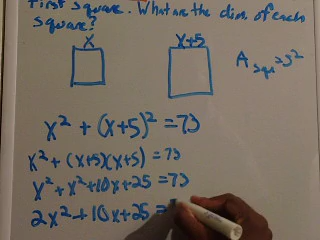 First square. What are the dim of each
square?
x
x+5
A squ = s²
x² + (x+5)² = 73
x² + (x+5)(x+5) = 73
x² + x² + 10x + 25 = 73
2x² + 10x + 25 =